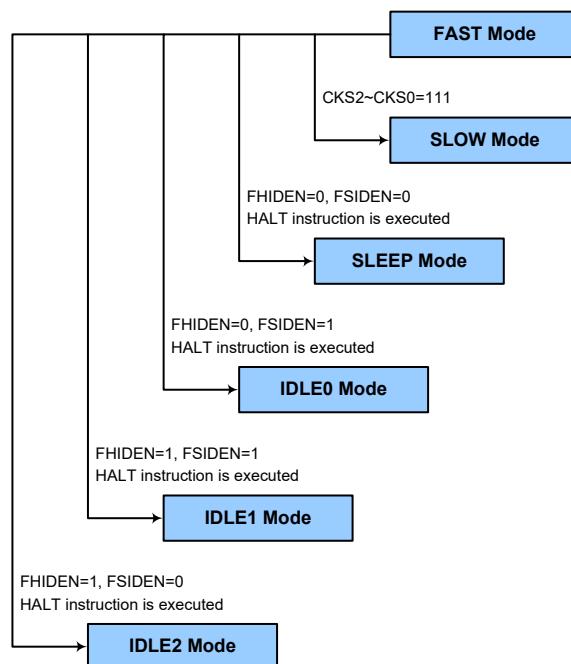 FAST Mode
CKS2~CKS0=111
SLOW Mode
FHIDEN=0, FSIDEN=0
HALT instruction is executed
SLEEP Mode
FHIDEN=0, FSIDEN=1
HALT instruction is executed
IDLE0 Mode
FHIDEN=1, FSIDEN=1
HALT instruction is executed
IDLE1 Mode
FHIDEN=1, FSIDEN=0
HALT instruction is executed
IDLE2 Mode